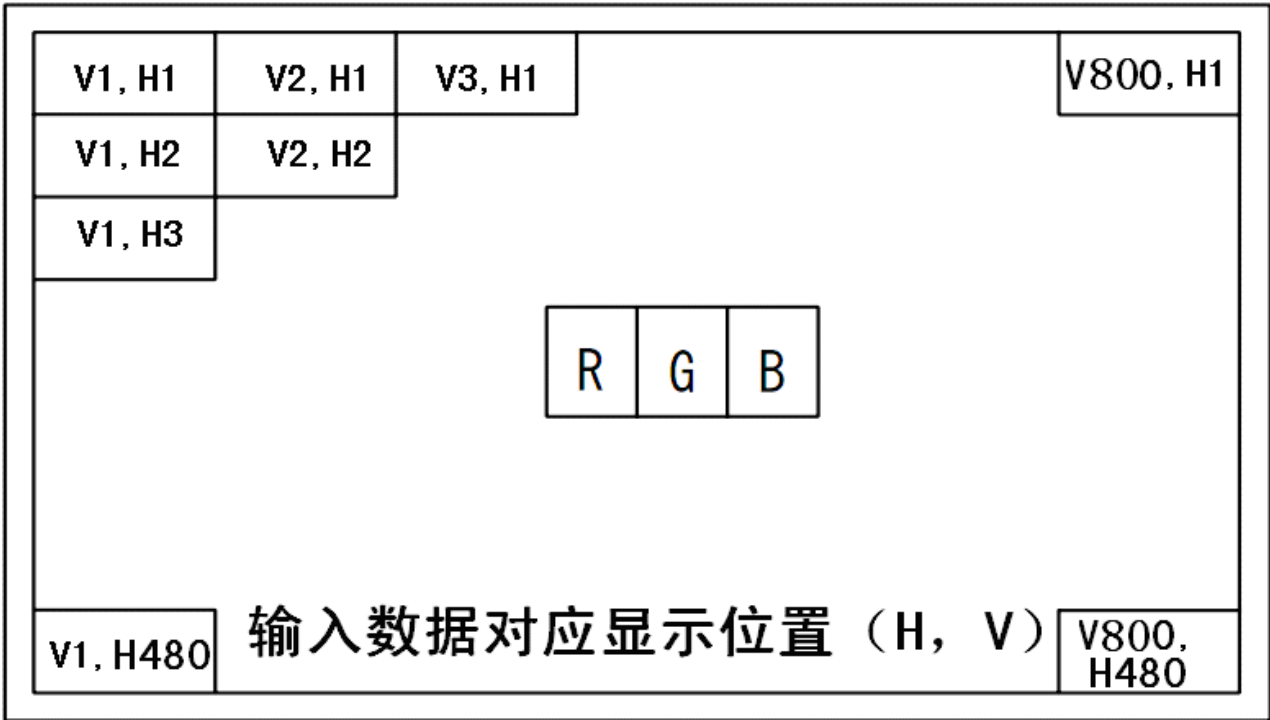 V1, H1 V2, H1 V3, H1 V800, H1
V1, H2 V2, H2
V1, H3
R G B
输入数据对应显示位置（H，V）
V1, H480 V800, H480